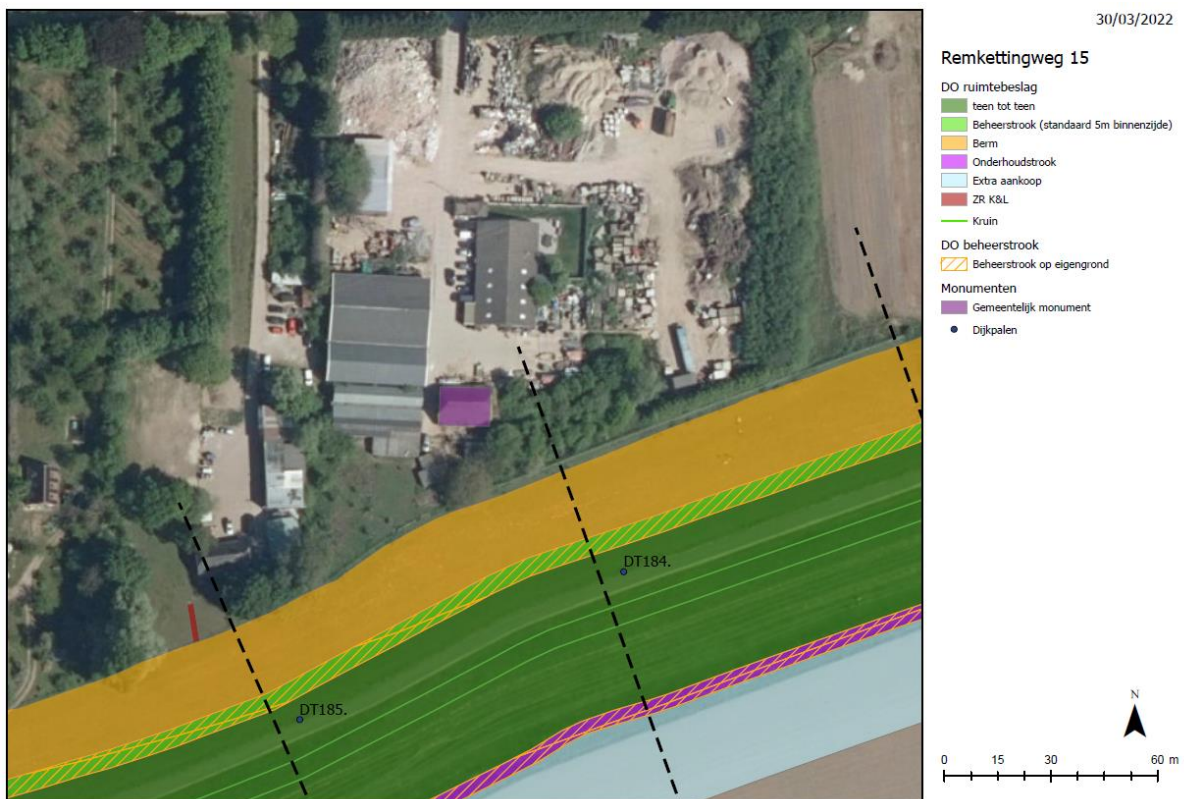 30/03/2022
Remkettingweg 15
DO ruimtebeslag
teen tot teen
Beheerstrook (standaard 5m binnenzijde)
Berm
Onderhoudstrook
Extra aankoop
ZR K&L
Kruin
DO beheerstrook
Beheerstrook op eigengrond
Monumenten
Gemeentelijk monument
Dijkpalen
DT184.
DT185.
N
0 15 30 60 m